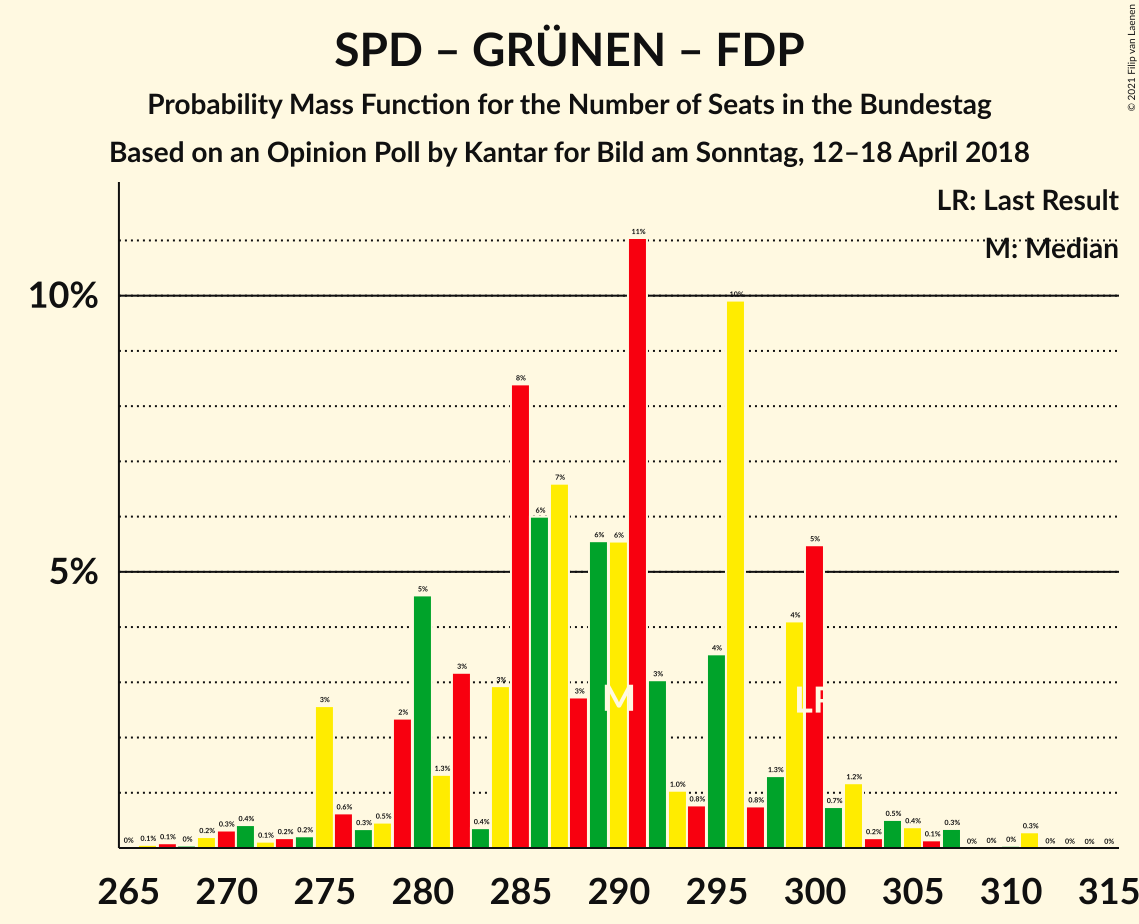 SPD – GRÜNEN – FDP
Probability Mass Function for the Number of Seats in the Bundestag
Based on an Opinion Poll by Kantar for Bild am Sonntag, 12–18 April 2018
© 2021 Filip van Laenen
LR: Last Result
M: Median
10%
5%
0% 0.1% 0.1% 0% 0.2% 0.3% 0.4% 0.1% 0.2% 0.2% 3% 0.6% 0.3% 0.5% 2% 5% 1.3% 3% 0.4% 3% 8% 6% 7% 3% 6% 6% 11% 3% 1.0% 0.8% 4% 10% 0.8% 1.3% 4% 5% 0.7% 1.2% 0.2% 0.5% 0.4% 0.1% 0.3% 0% 0% 0% 0.3% 0% 0% 0% 0%
M LR
265 270 275 280 285 290 295 300 305 310 315